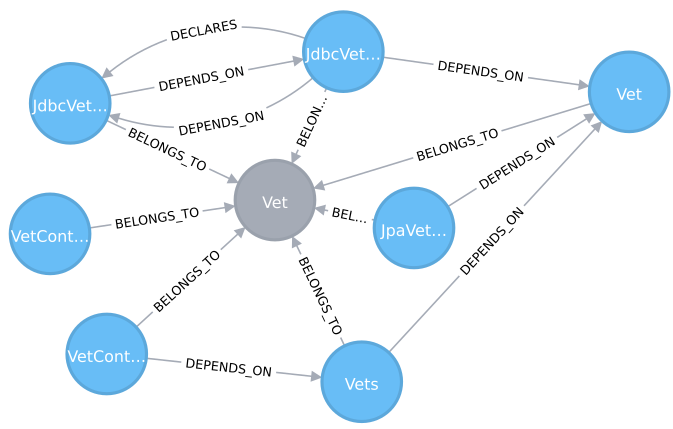 DECLARES
JdbcVet...
DEPENDS_ON
DEPENDS_ON
Vet
JdbcVet...
DEPENDS_ON
BELON...
DEPENDS_ON
BELONGS_TO
BELONGS_TO
DEPENDS_ON
Vet
BELONGS_TO
BEL...
JpaVet...
VetCont...
DEPENDS_ON
BELONGS_TO
BELONGS_TO
VetCont...
DEPENDS_ON
Vets